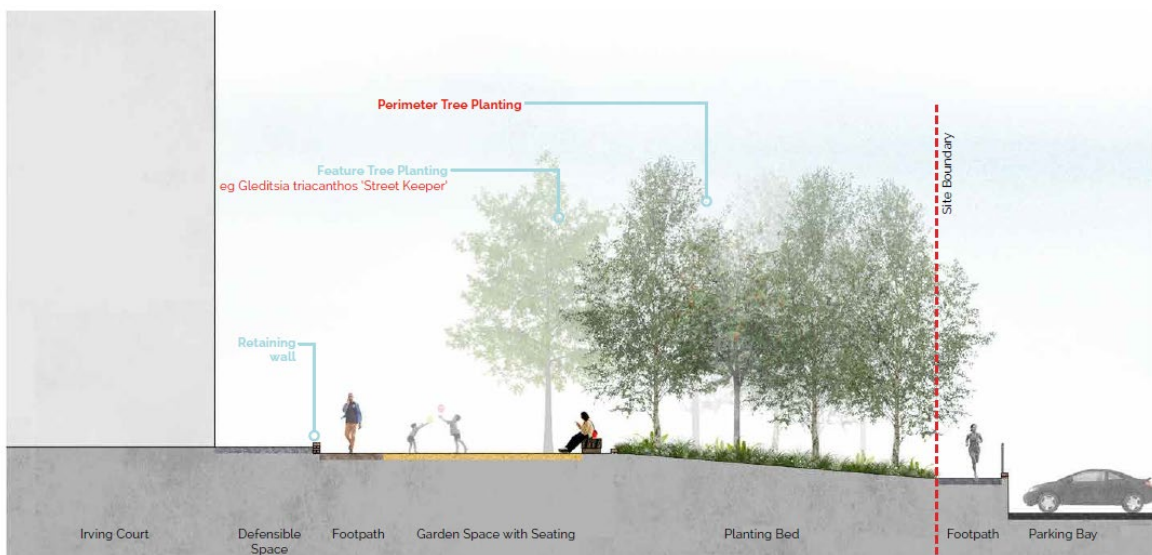 Perimeter Tree Planting
Feature Tree Planting
eg Gleditsia triacanthos 'Street Keeper'
Site Boundary
Retaining
wall
Irving Court
Defensible
Space
Footpath
Garden Space with Seating
Planting Bed
Footpath
Parking Bay